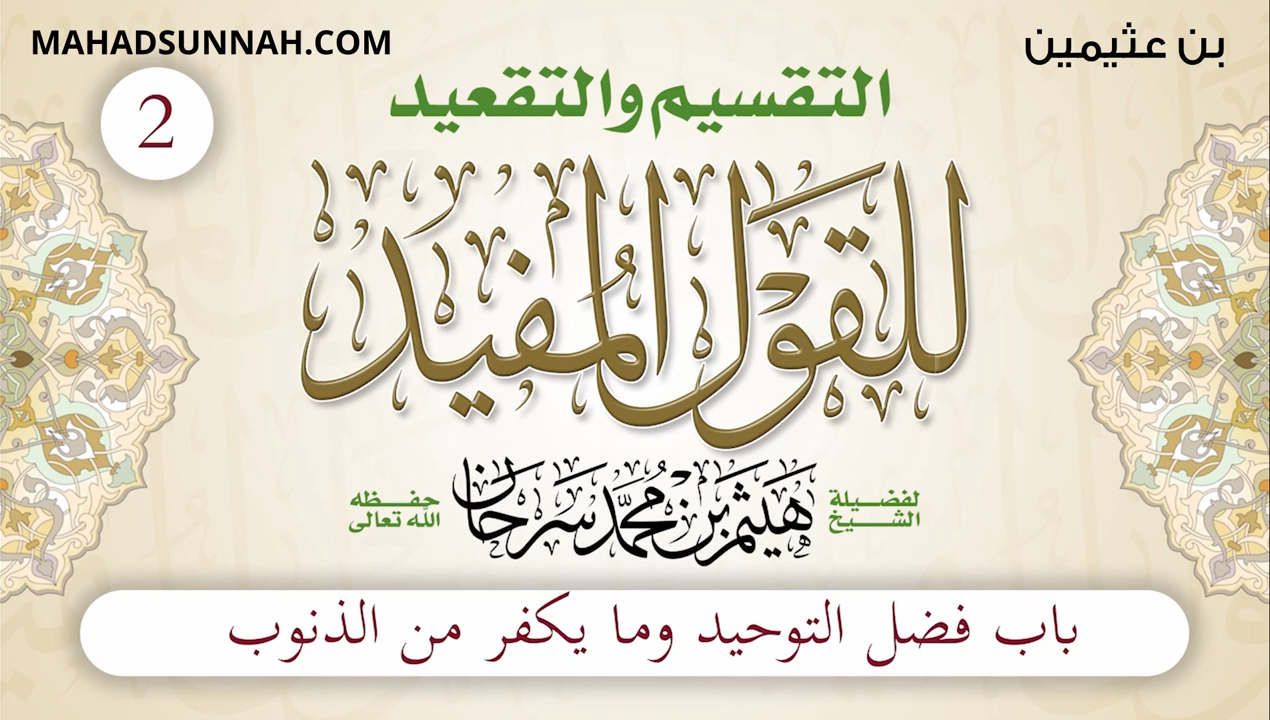 MAHADSUNNAH.COM
بن عثيمين
2
التقسيم والتقعيد
للقول المفيد
لفضيلة الشيخ
هيثم بن محمد سرحان
حفظه الله تعالى
باب فضل التوحيد وما يكفر من الذنوب